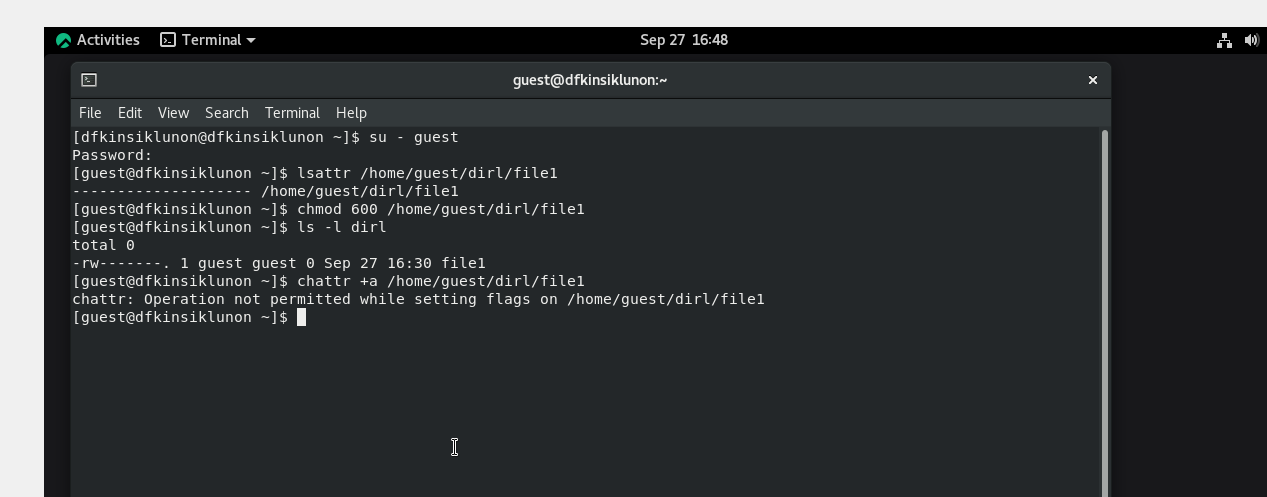 Activities Terminal Sep 27 16:48
guest@dfkinsiklunon:~
File Edit View Search Terminal Help
[dfkinsiklunon@dfkinsiklunon ~]$ su - guest
Password:
[guest@dfkinsiklunon ~]$ lsattr /home/guest/dirl/file1
-------------------- /home/guest/dirl/file1
[guest@dfkinsiklunon ~]$ chmod 600 /home/guest/dirl/file1
[guest@dfkinsiklunon ~]$ ls -l dirl
total 0
-rw-------. 1 guest guest 0 Sep 27 16:30 file1
[guest@dfkinsiklunon ~]$ chattr +a /home/guest/dirl/file1
chattr: Operation not permitted while setting flags on /home/guest/dirl/file1
[guest@dfkinsiklunon ~]$